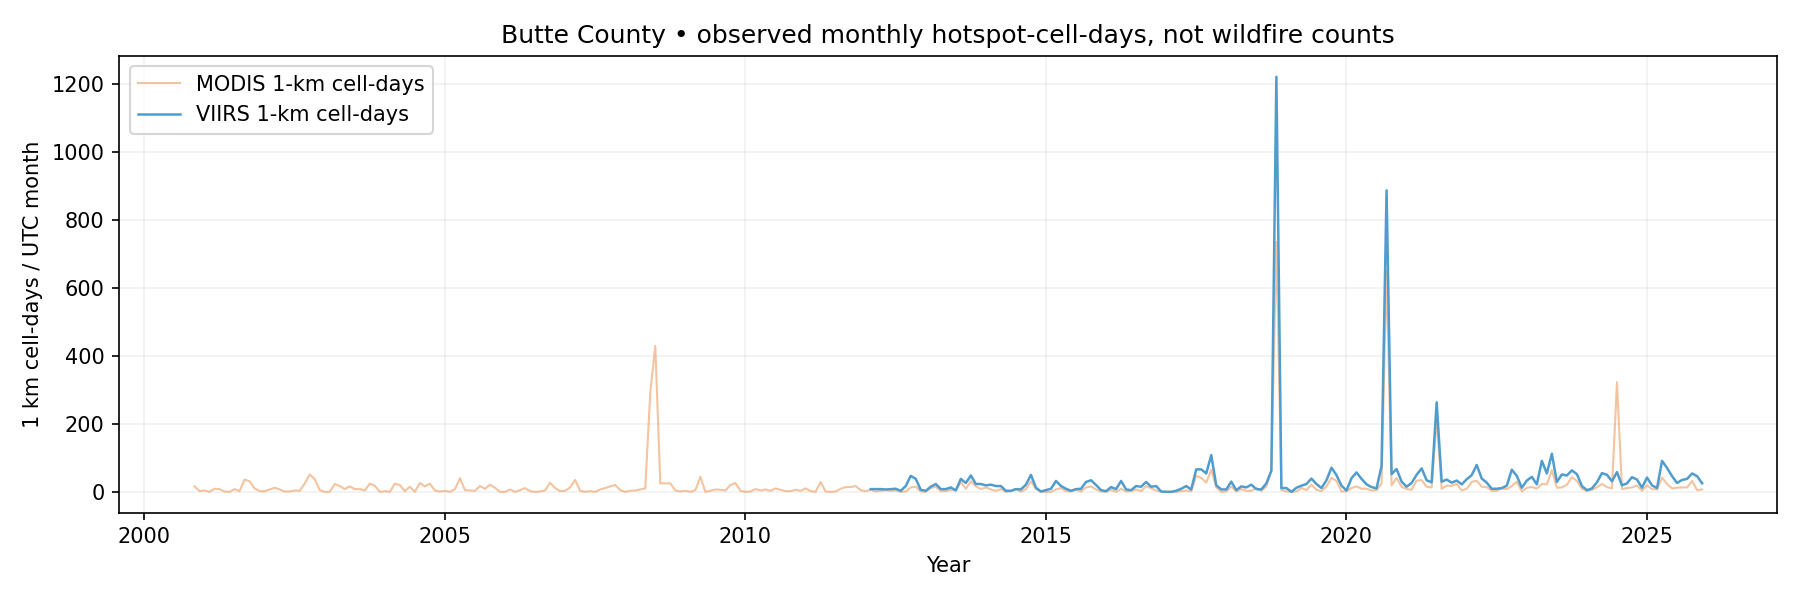 Butte County • observed monthly hotspot-cell-days, not wildfire counts
MODIS 1-km cell-days
VIIRS 1-km cell-days
1 km cell-days / UTC month
1200
1000
800
600
400
200
0
2000
2005
2010
2015
2020
2025
Year